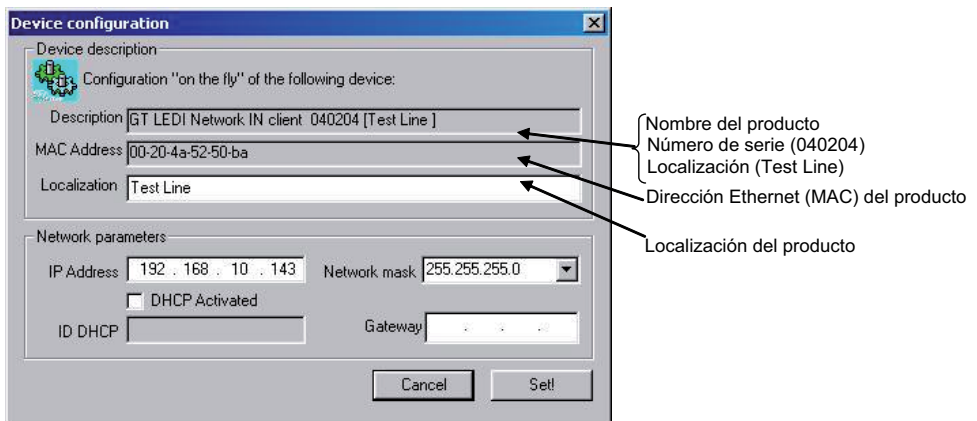 Device configuration
Device description
Configuration "on the fly" of the following device:
Description GT LEDI Network IN client 040204 [Test Line ]
MAC Address 00-20-4a-52-50-ba
Localization Test Line
Nombre del producto
Número de serie (040204)
Localización (Test Line)
Dirección Ethernet (MAC) del producto
Localización del producto
Network parameters
IP Address 192 . 168 . 10 . 143 Network mask 255.255.255.0
DHCP Activated
ID DHCP Gateway . . .
Cancel Set!